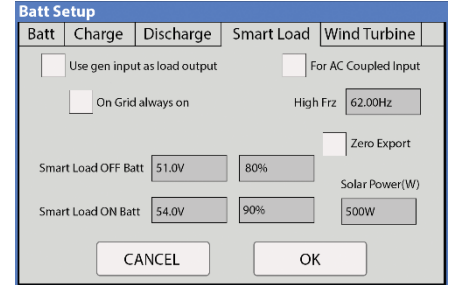 Batt Setup
Batt Charge Discharge Smart Load Wind Turbine
Use gen input as load output For AC Coupled Input
On Grid always on High Frz 62.00Hz
Zero Export
Smart Load OFF Batt 51.0V 80%
Solar Power(W)
Smart Load ON Batt 54.0V 90% 500W
CANCEL OK